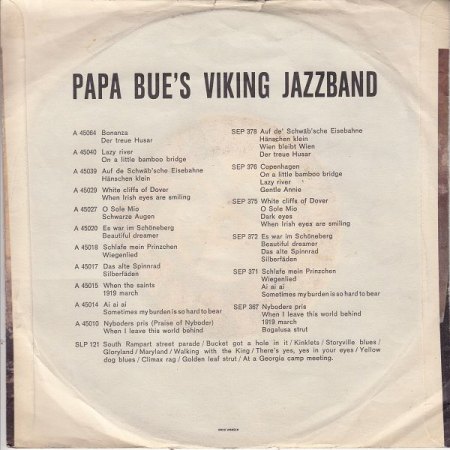 PAPA BUE'S VIKING JAZZBAND
A 45064 Bonanza
Der treue Husar
A 45040 Lazy river
On a little bamboo bridge
A 45039 Auf de Schwäb'sche Eisebahne
Hänschen klein
A 45029 White cliffs of Dover
When Irish eyes are smiling
A 45027 O Sole Mio
Schwarze Augen
A 45020 Es war im Schöneberg
Beautiful dreamer
A 45018 Schlafe mein Prinzchen
Wiegenlied
A 45017 Das alte Spinnrad
Silberfäden
A 45015 When the saints
1919 march
A 45014 Ai ai ai
Sometimes my burden is so hard to bear
A 45010 Nyboders pris (Praise of Nyboder)
When I leave this world behind
SEP 378 Auf de' Schwäb'sche Eisebahne
Hänschen klein
Wien bleibt Wien
Der treue Husar
SEP 376 Copenhagen
On a little bamboo bridge
Lazy river
Gentle Annie
SEP 375 White cliffs of Dover
O Sole Mio
Dark eyes
When Irish eyes are smiling
SEP 372 Es war im Schöneberg
Beautiful dreamer
Das alte Spinnrad
Silberfäden
SEP 371 Schlafe mein Prinzchen
Wiegenlied
Ai ai ai
Sometimes my burden is so hard to bear
SEP 367 Nyboders pris
When I leave this world behind
1919 march
Bogalusa strut
SLP 121 South Rampart street parade / Bucket got a hole in it / Kinklets / Storyville blues /
Gloryland / Maryland / Walking with the King / There's yes, yes in your eyes / Yellow
dog blues / Climax rag / Golden leaf strut / At a Georgia camp meeting.